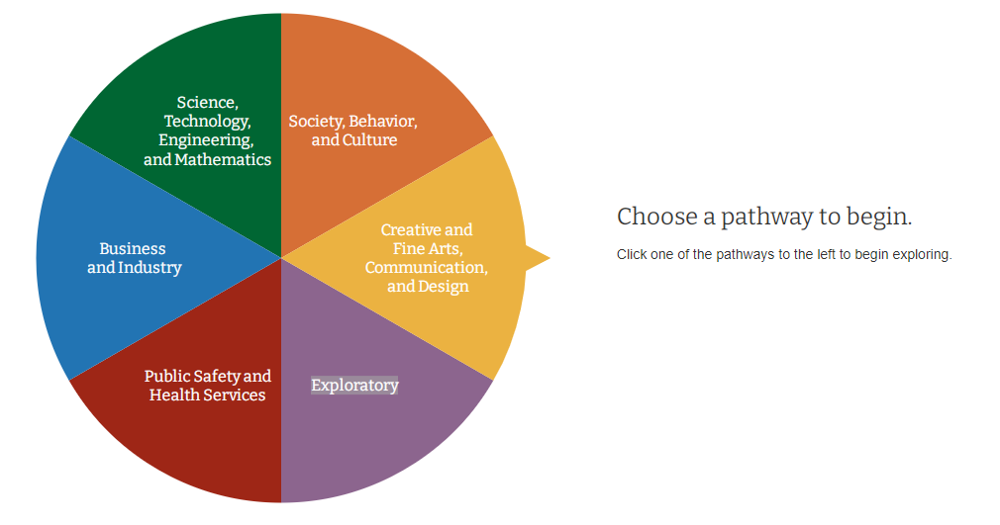 Science,
Technology,
Engineering,
and Mathematics
Society, Behavior,
and Culture
Creative and
Fine Arts,
Communication,
and Design
Business
and Industry
Public Safety and
Health Services
Exploratory
Choose a pathway to begin.
Click one of the pathways to the left to begin exploring.